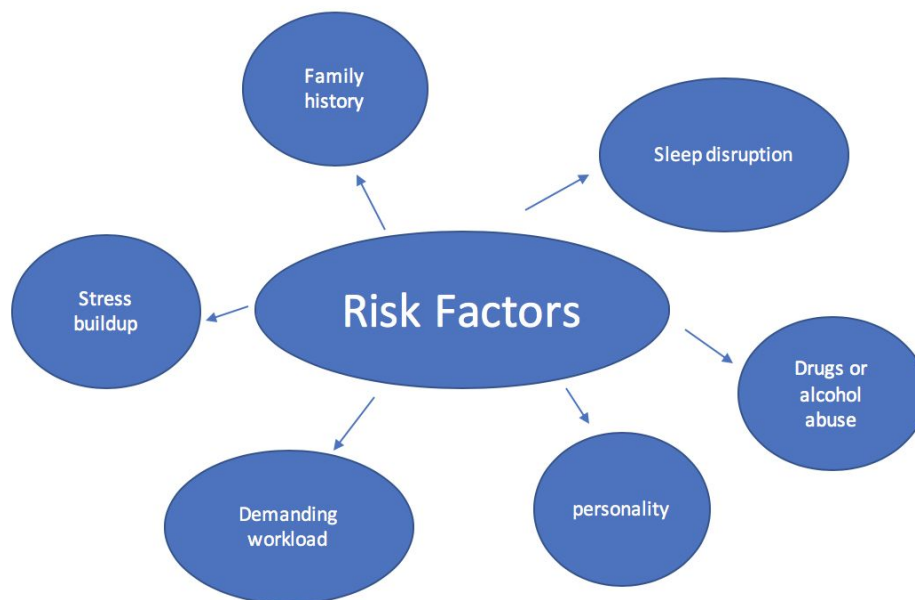 Family
history
Sleep disruption
Stress
buildup
Risk Factors
Drugs or
alcohol
abuse
Demanding
workload
personality